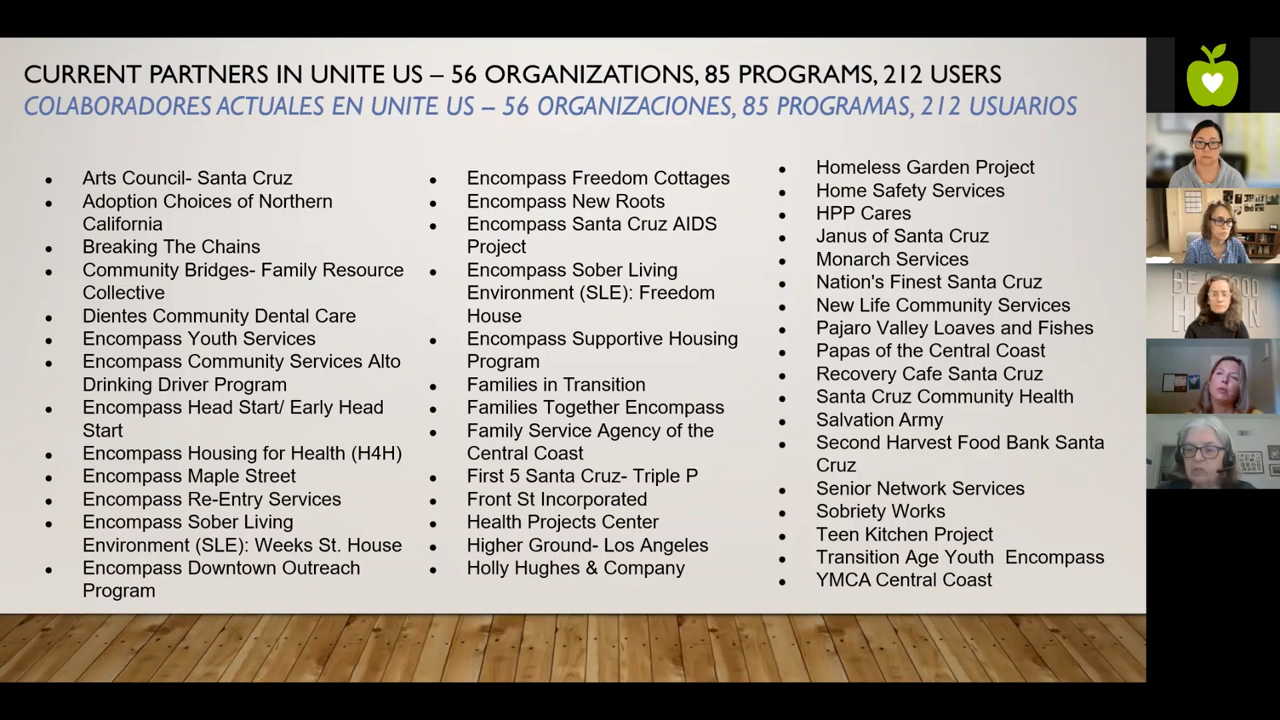 CURRENT PARTNERS IN UNITE US – 56 ORGANIZATIONS, 85 PROGRAMS, 212 USERS
COLABORADORES ACTUALES EN UNITE US – 56 ORGANIZACIONES, 85 PROGRAMAS, 212 USUARIOS
• Arts Council- Santa Cruz
• Adoption Choices of Northern
California
• Breaking The Chains
• Community Bridges- Family Resource
Collective
• Dientes Community Dental Care
• Encompass Youth Services
• Encompass Community Services Alto
Drinking Driver Program
• Encompass Head Start/ Early Head
Start
• Encompass Housing for Health (H4H)
• Encompass Maple Street
• Encompass Re-Entry Services
• Encompass Sober Living
Environment (SLE): Weeks St. House
• Encompass Downtown Outreach
Program
• Encompass Freedom Cottages
• Encompass New Roots
• Encompass Santa Cruz AIDS
Project
• Encompass Sober Living
Environment (SLE): Freedom
House
• Encompass Supportive Housing
Program
• Families in Transition
• Families Together Encompass
• Family Service Agency of the
Central Coast
• First 5 Santa Cruz- Triple P
• Front St Incorporated
• Health Projects Center
• Higher Ground- Los Angeles
• Holly Hughes & Company
• Homeless Garden Project
• Home Safety Services
• HPP Cares
• Janus of Santa Cruz
• Monarch Services
• Nation's Finest Santa Cruz
• New Life Community Services
• Pajaro Valley Loaves and Fishes
• Papas of the Central Coast
• Recovery Cafe Santa Cruz
• Santa Cruz Community Health
• Salvation Army
• Second Harvest Food Bank Santa
Cruz
• Senior Network Services
• Sobriety Works
• Teen Kitchen Project
• Transition Age Youth  Encompass
• YMCA Central Coast